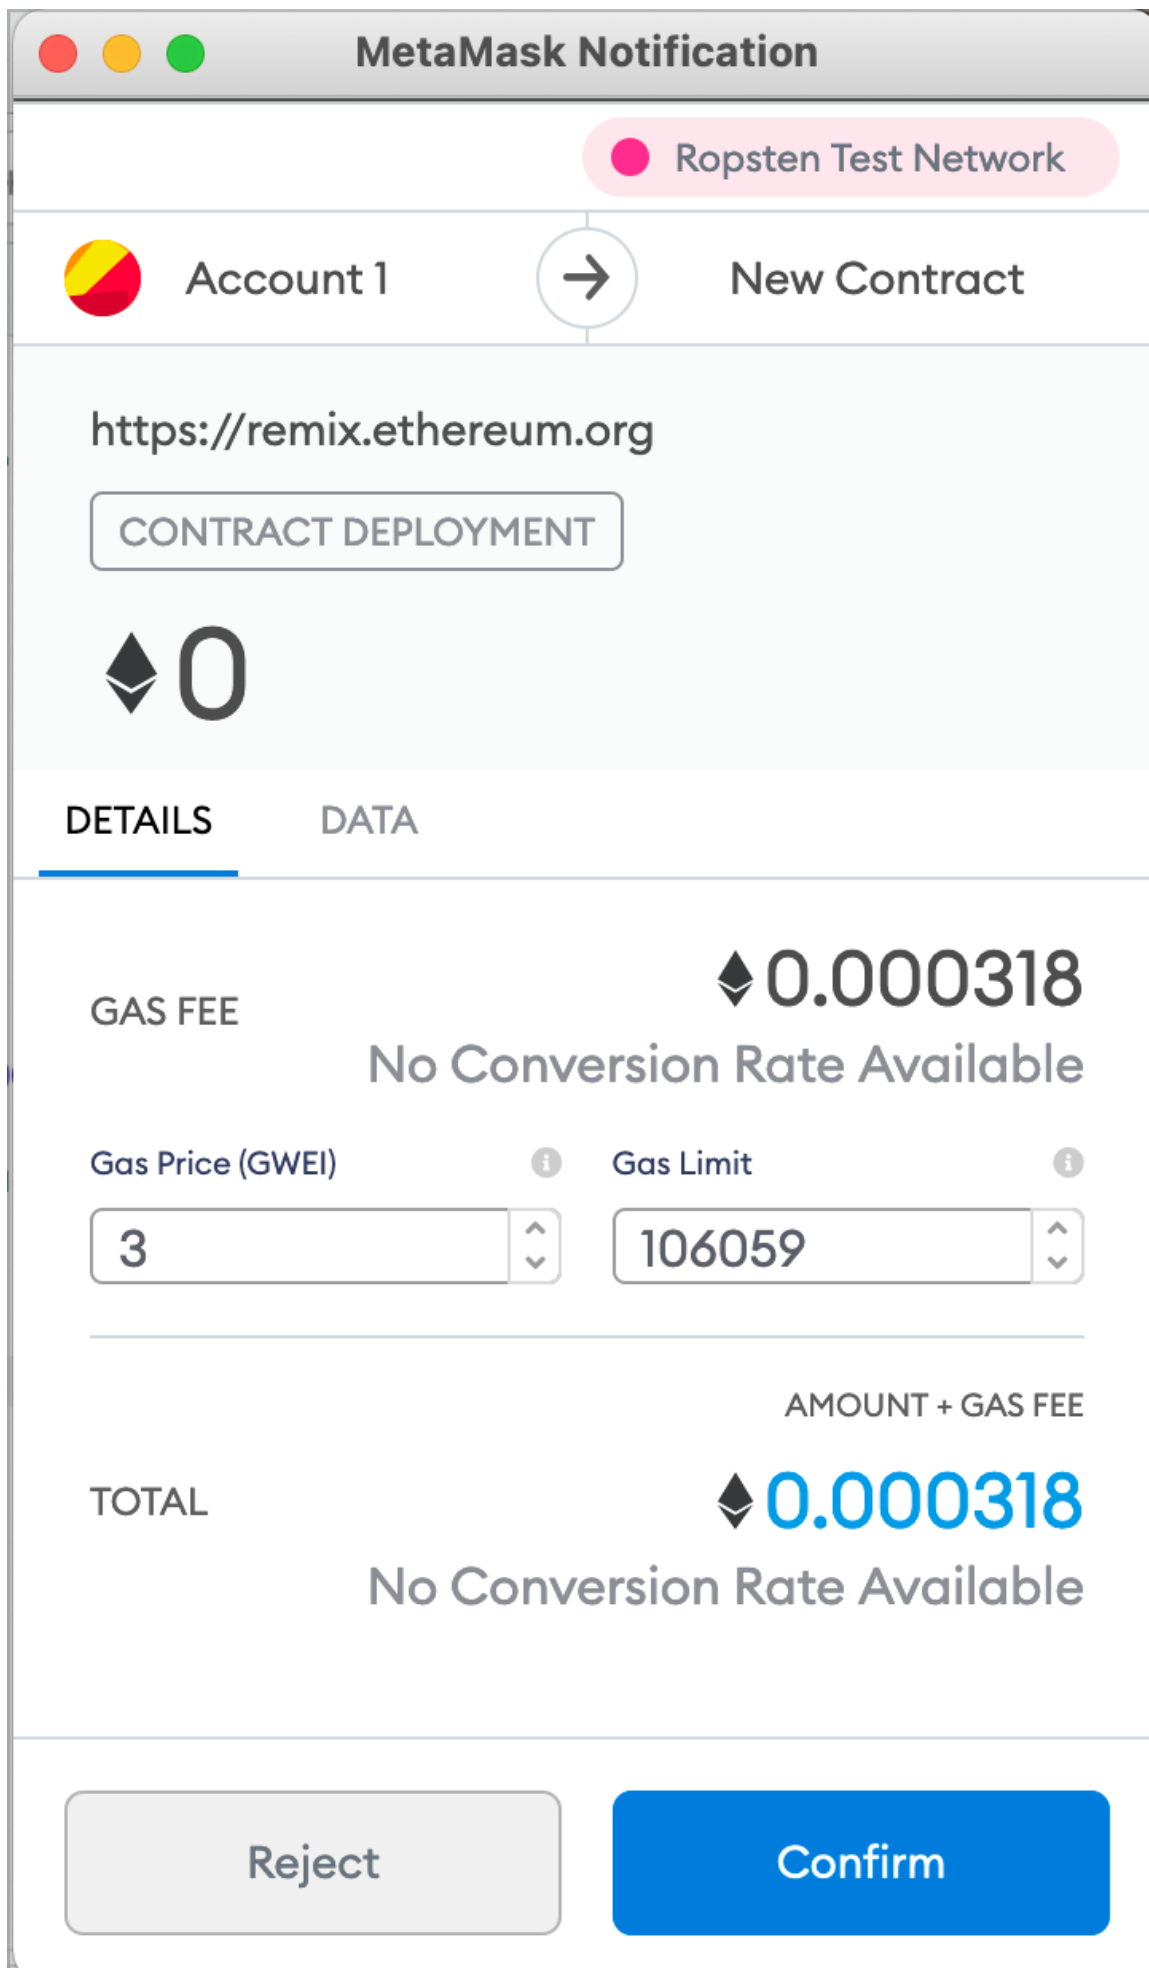 MetaMask Notification
Ropsten Test Network
Account 1
New Contract
https://remix.ethereum.org
CONTRACT DEPLOYMENT
0
DETAILS
DATA
GAS FEE
0.000318
No Conversion Rate Available
Gas Price (GWEI)
Gas Limit
3
106059
AMOUNT + GAS FEE
TOTAL
0.000318
No Conversion Rate Available
Reject
Confirm